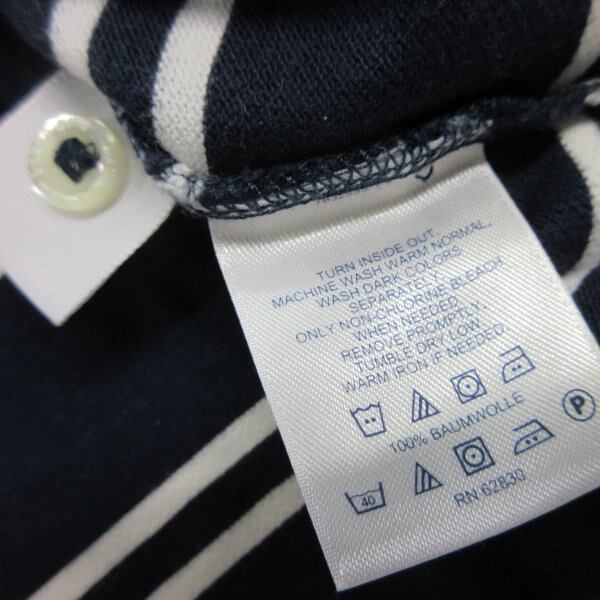 TURN INSIDE OUT.
MACHINE WASH WARM NORMAL.
WASH DARK COLORS
SEPARATELY.
ONLY NON-CHLORINE BLEACH
WHEN NEEDED.
REMOVE PROMPTLY.
TUMBLE DRY LOW
WARM IRON IF NEEDED.
100% BAUMWOLLE
P
40
RN 62830